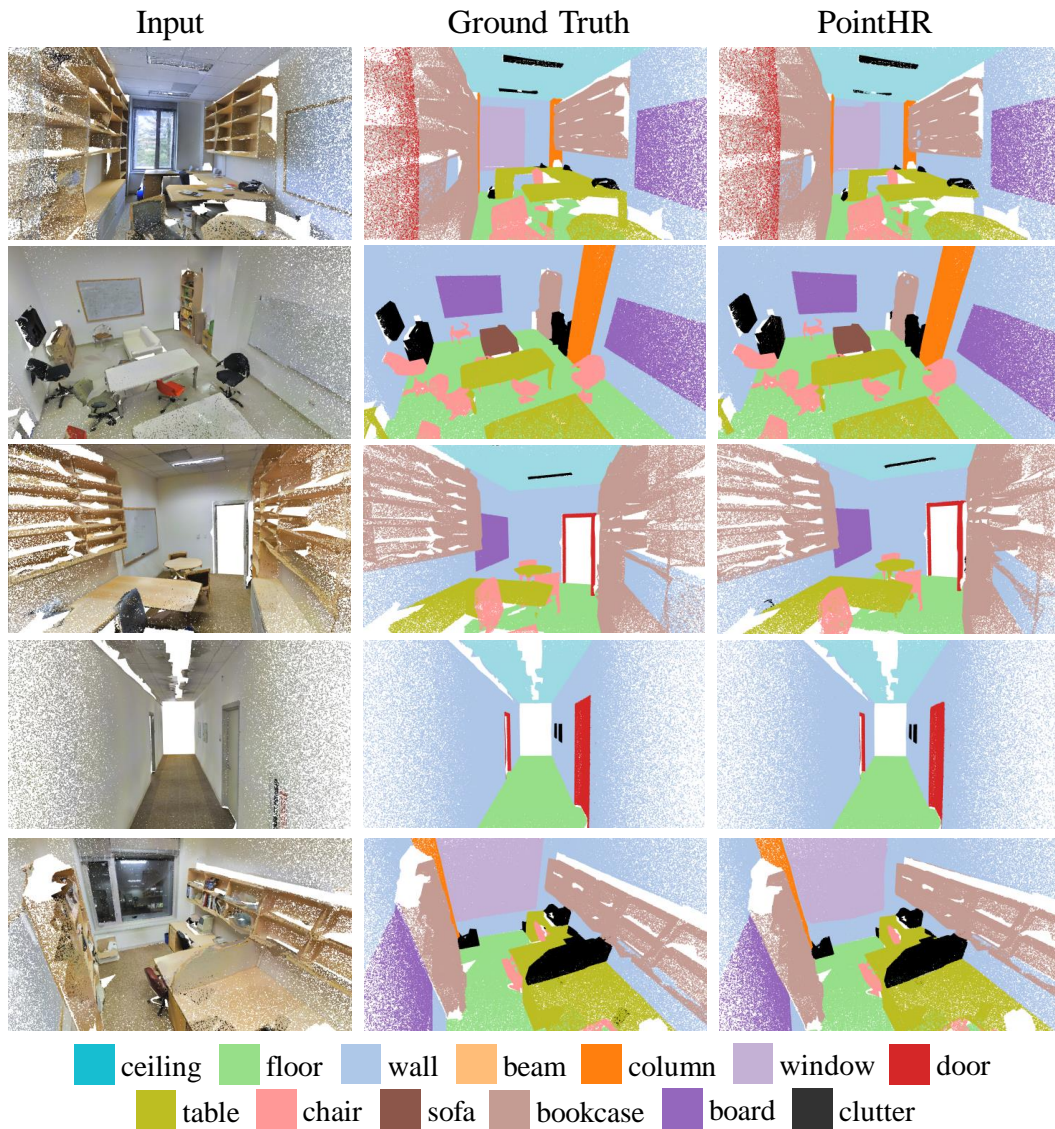 Input Ground Truth PointHR
ceiling floor wall beam column window door
table chair sofa bookcase board clutter